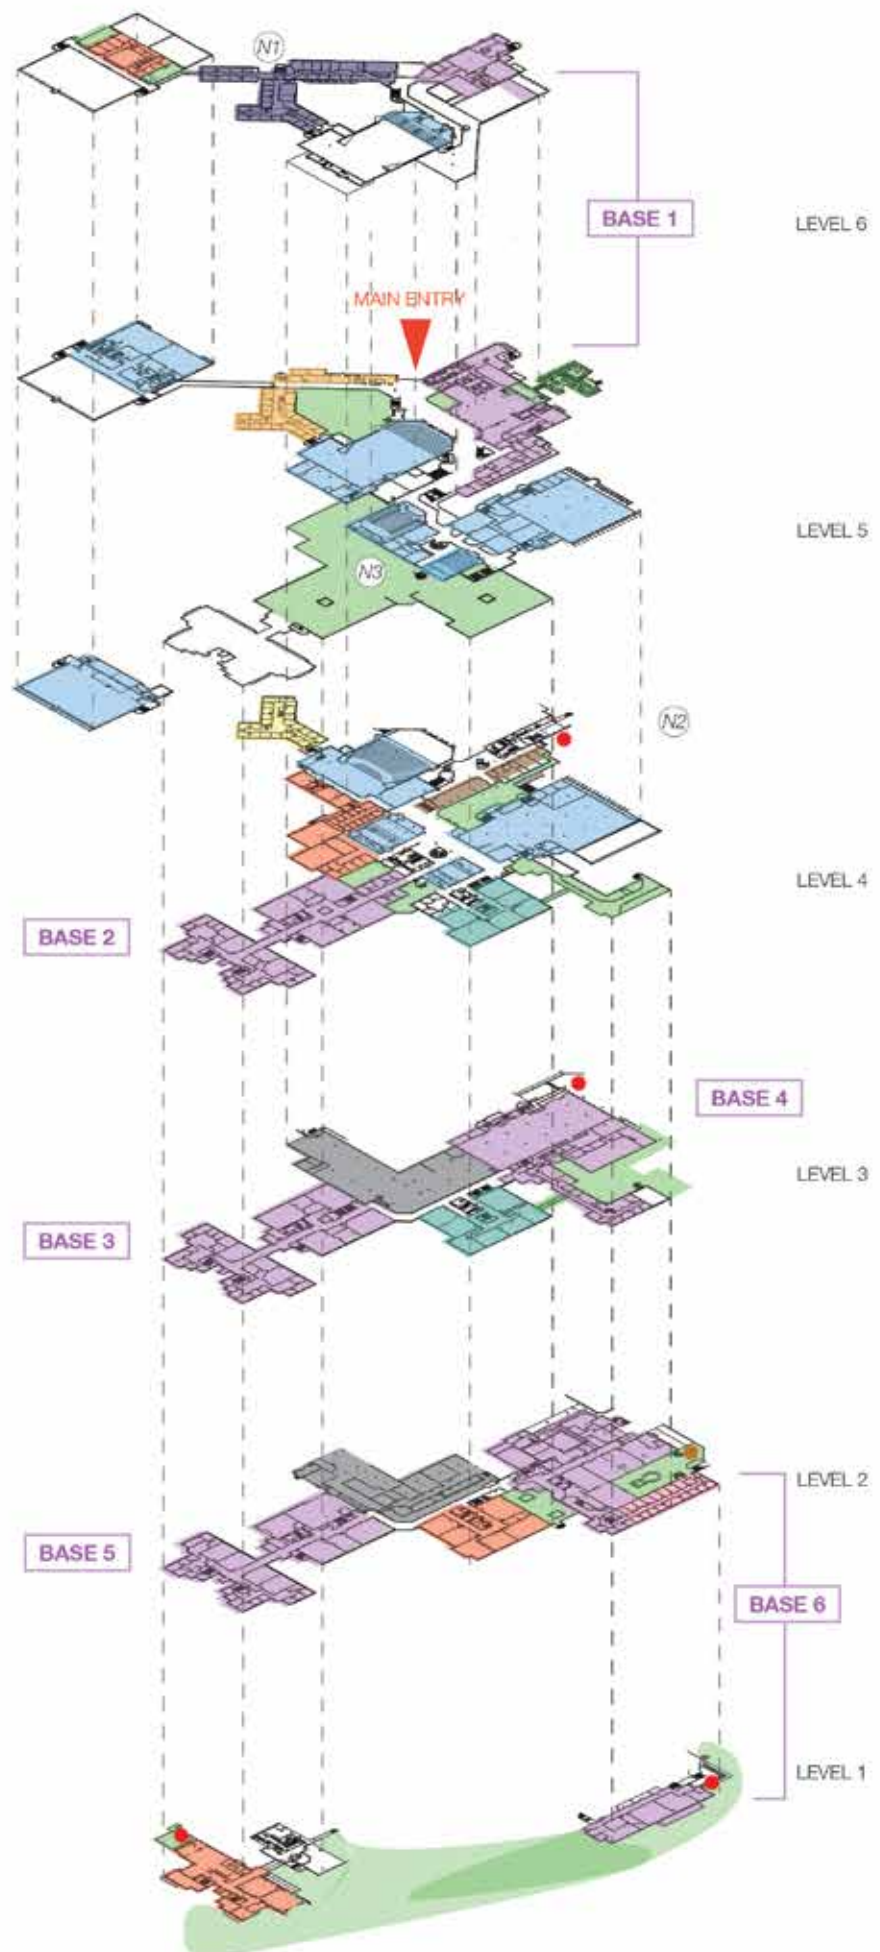 N1
BASE 1
LEVEL 6
MAIN ENTRY
LEVEL 5
N3
N2
LEVEL 4
BASE 2
BASE 4
LEVEL 3
BASE 3
LEVEL 2
BASE 5
BASE 6
LEVEL 1